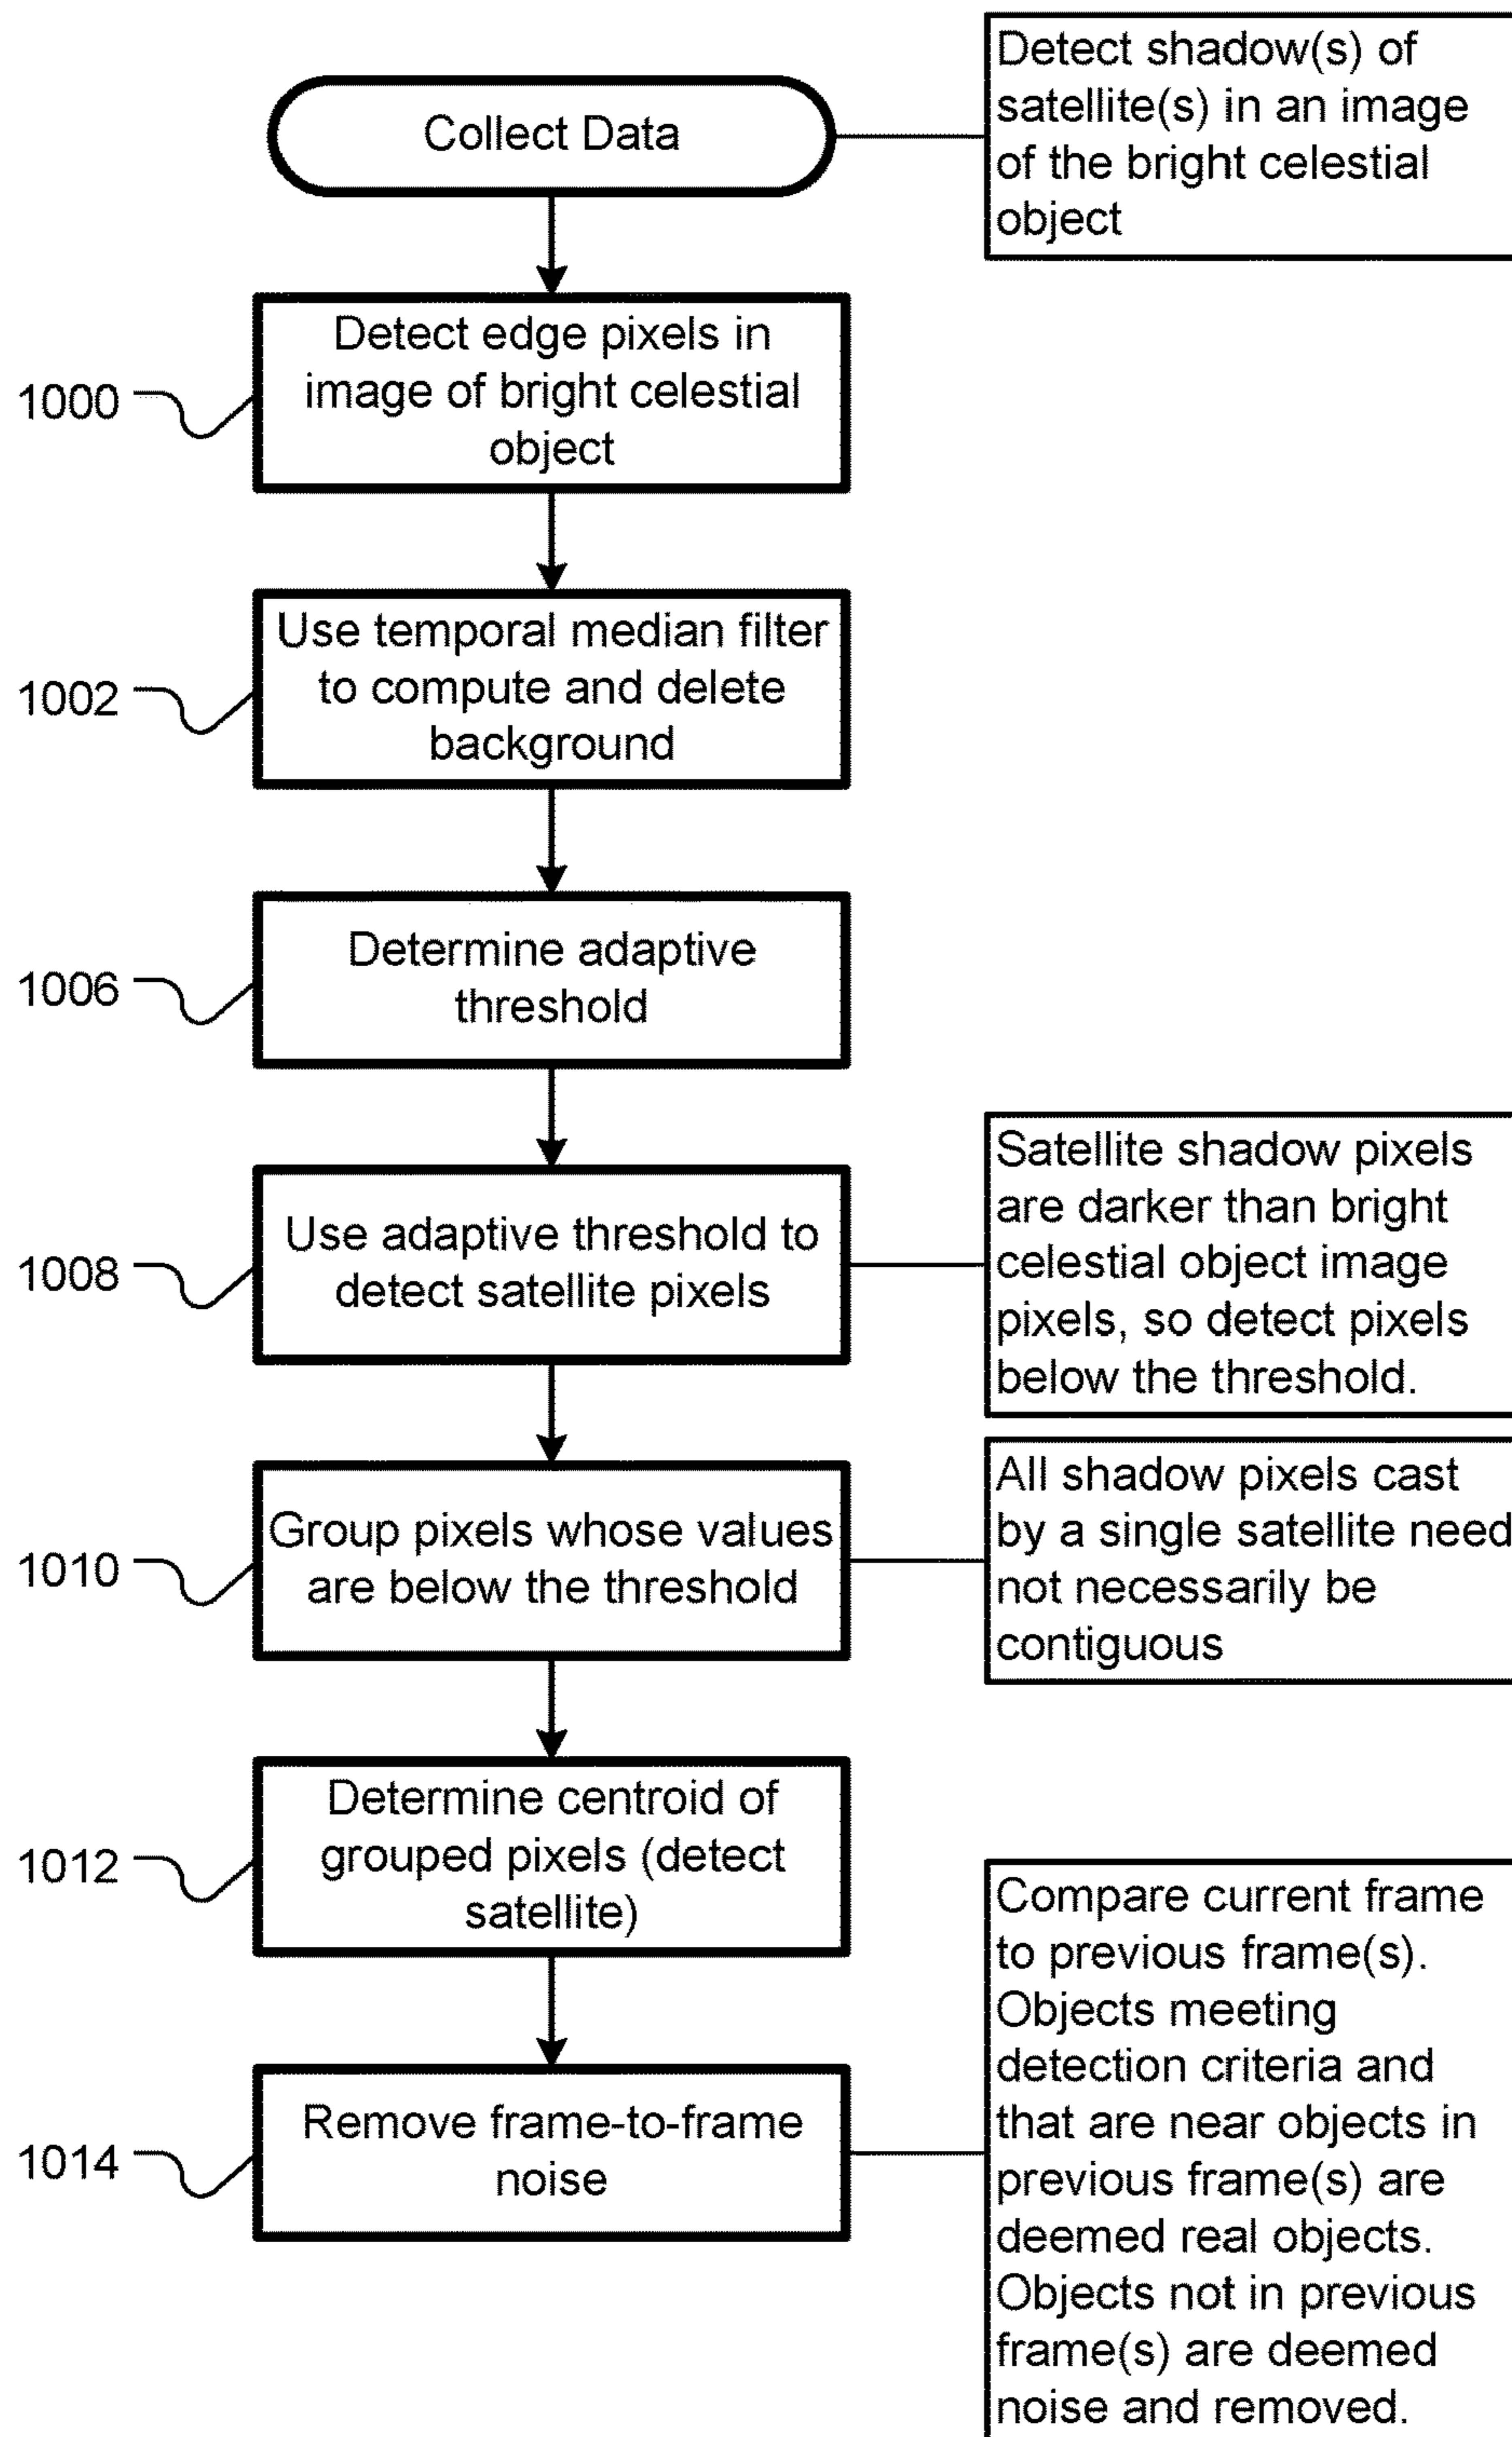 Collect Data
Detect shadow(s) of
satellite(s) in an image
of the bright celestial
object
1000
Detect edge pixels in
image of bright celestial
object
1002
Use temporal median filter
to compute and delete
background
1006
Determine adaptive
threshold
1008
Use adaptive threshold to
detect satellite pixels
Satellite shadow pixels
are darker than bright
celestial object image
pixels, so detect pixels
below the threshold.
1010
Group pixels whose values
are below the threshold
All shadow pixels cast
by a single satellite need
not necessarily be
contiguous
1012
Determine centroid of
grouped pixels (detect
satellite)
1014
Remove frame-to-frame
noise
Compare current frame
to previous frame(s).
Objects meeting
detection criteria and
that are near objects in
previous frame(s) are
deemed real objects.
Objects not in previous
frame(s) are deemed
noise and removed.